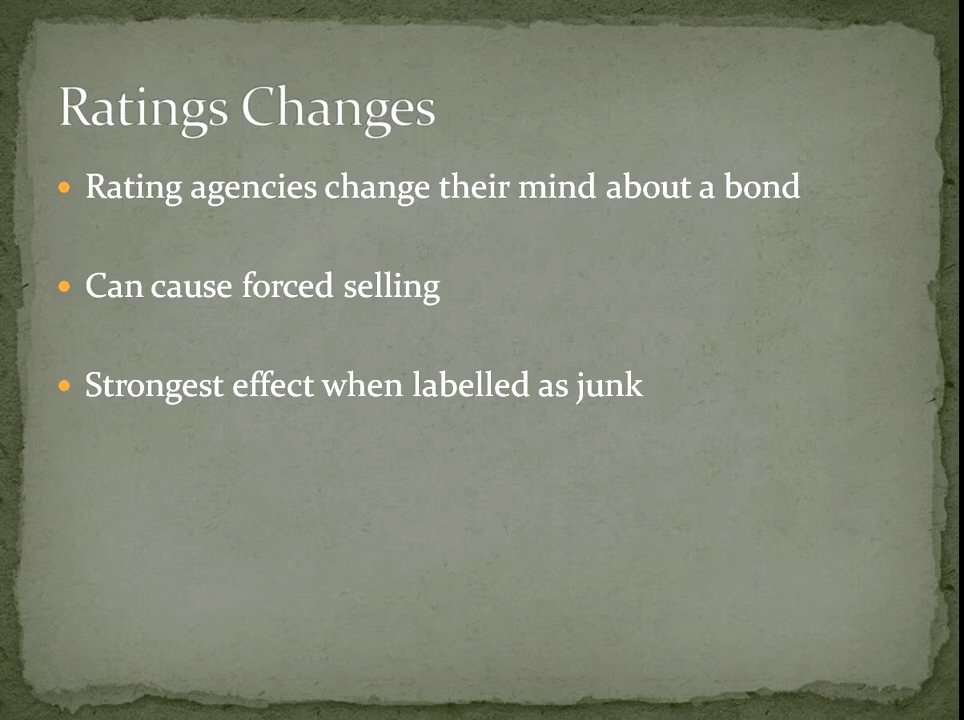 Ratings Changes
Rating agencies change their mind about a bond
Can cause forced selling
Strongest effect when labelled as junk